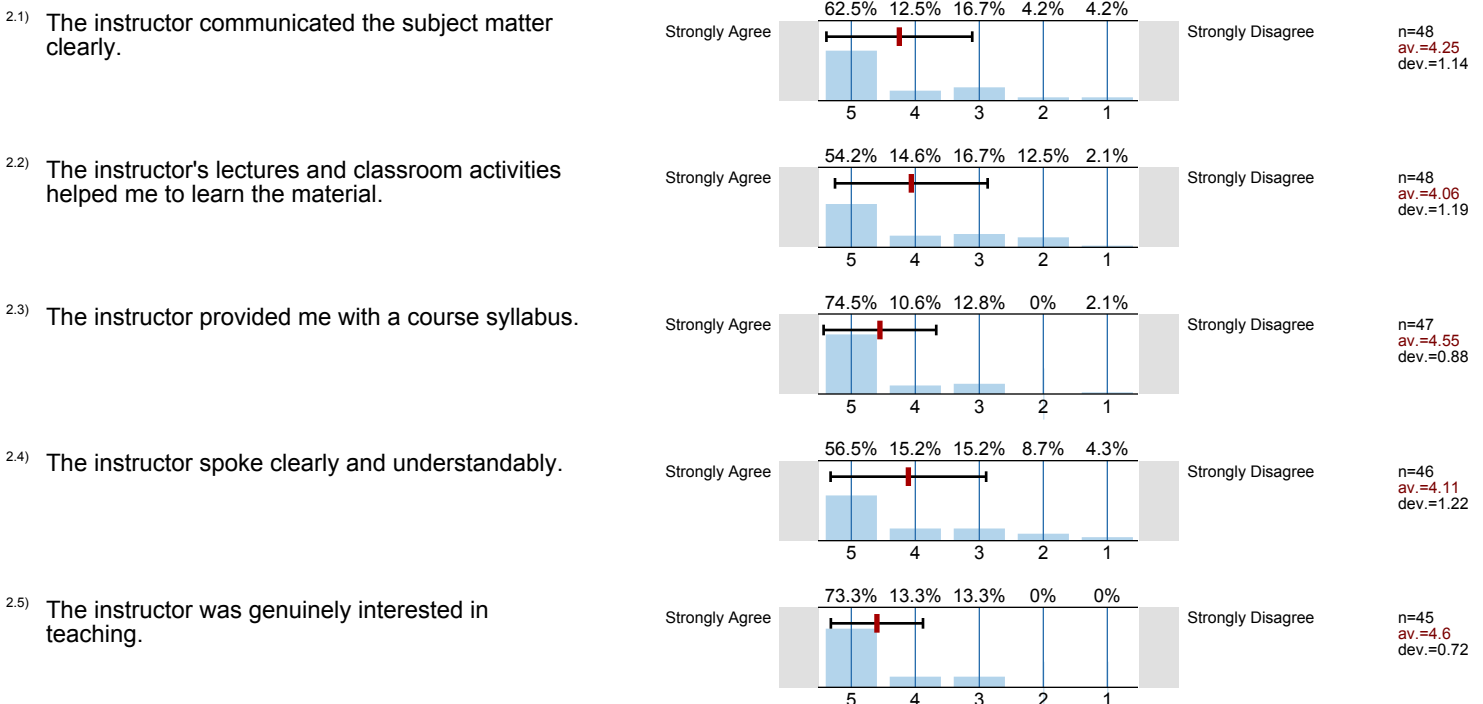 62.5% 12.5% 16.7% 4.2% 4.2%
2.1) The instructor communicated the subject matter
clearly.
Strongly Agree
Strongly Disagree
n=48
av.=4.25
dev.=1.14
5 4 3 2 1
54.2% 14.6% 16.7% 12.5% 2.1%
2.2) The instructor's lectures and classroom activities
helped me to learn the material.
Strongly Agree
Strongly Disagree
n=48
av.=4.06
dev.=1.19
5 4 3 2 1
74.5% 10.6% 12.8% 0% 2.1%
2.3) The instructor provided me with a course syllabus.
Strongly Agree
Strongly Disagree
n=47
av.=4.55
dev.=0.88
5 4 3 2 1
56.5% 15.2% 15.2% 8.7% 4.3%
2.4) The instructor spoke clearly and understandably.
Strongly Agree
Strongly Disagree
n=46
av.=4.11
dev.=1.22
5 4 3 2 1
73.3% 13.3% 13.3% 0% 0%
2.5) The instructor was genuinely interested in
teaching.
Strongly Agree
Strongly Disagree
n=45
av.=4.6
dev.=0.72
5 4 3 2 1